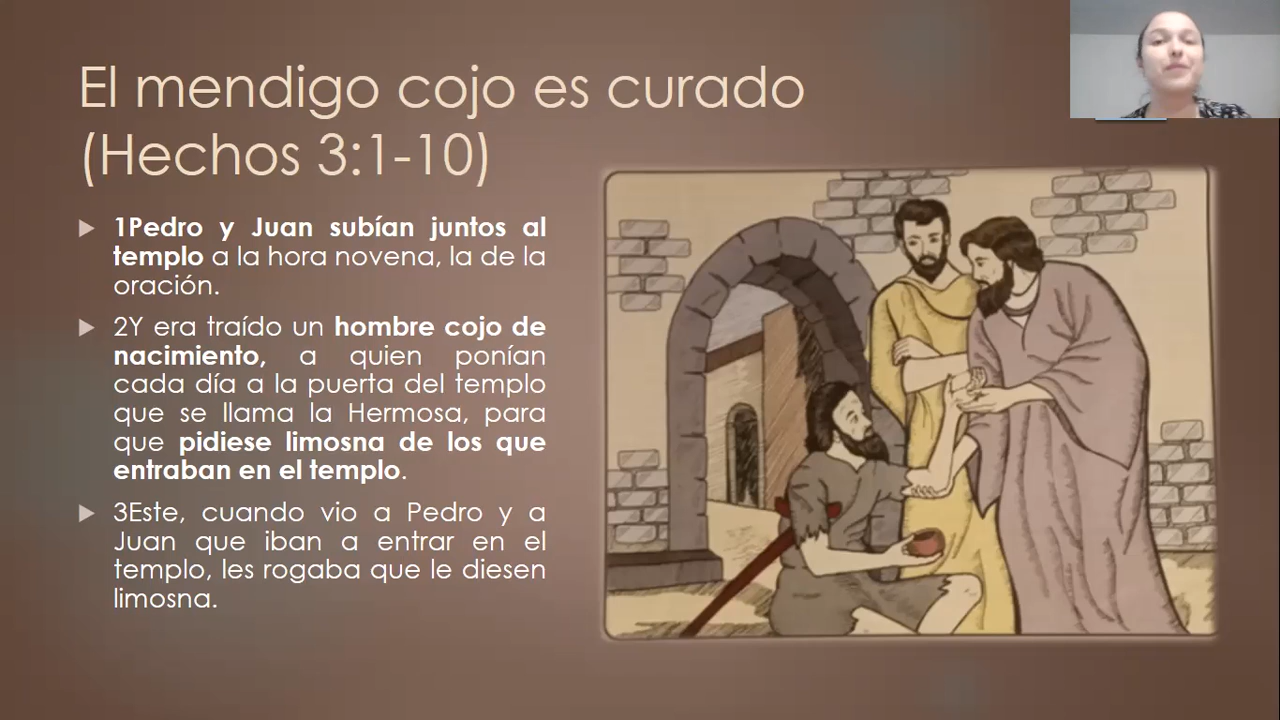 El mendigo cojo es curado
(Hechos 3:1-10)
1Pedro y Juan subían juntos al
templo a la hora novena, la de la
oración.
2Y era traído un hombre cojo de
nacimiento, a quien ponían
cada día a la puerta del templo
que se llama la Hermosa, para
que pidiese limosna de los que
entraban en el templo.
3Este, cuando vio a Pedro y a
Juan que iban a entrar en el
templo, les rogaba que le diesen
limosna.